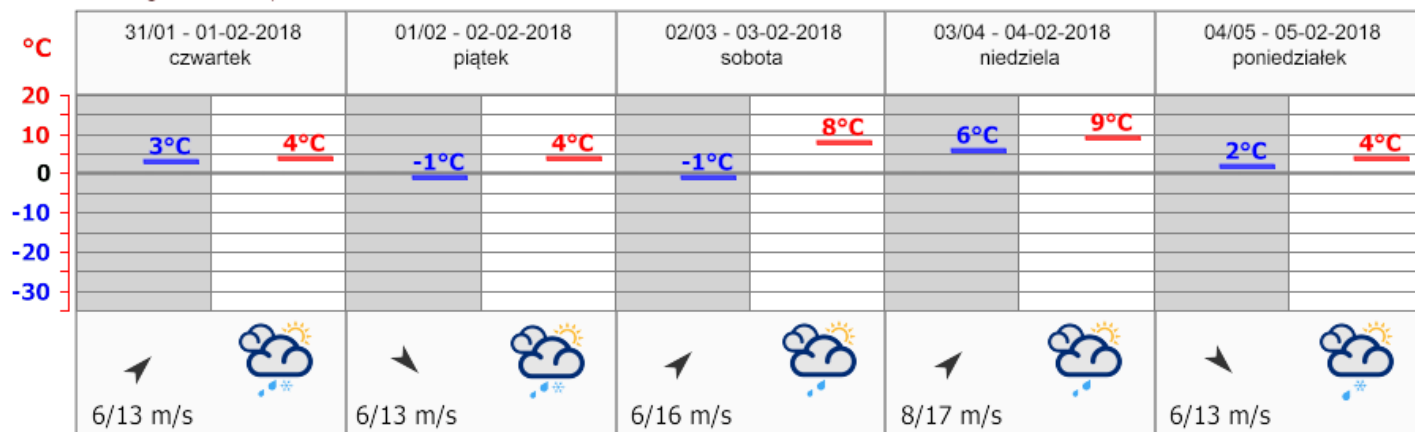 °C
31/01 - 01-02-2018
czwartek
01/02 - 02-02-2018
piątek
02/03 - 03-02-2018
sobota
03/04 - 04-02-2018
niedziela
04/05 - 05-02-2018
poniedziałek
20
10
0
-10
-20
-30
3°C
4°C
-1°C
4°C
-1°C
8°C
6°C
9°C
2°C
4°C
6/13 m/s
6/13 m/s
6/16 m/s
8/17 m/s
6/13 m/s